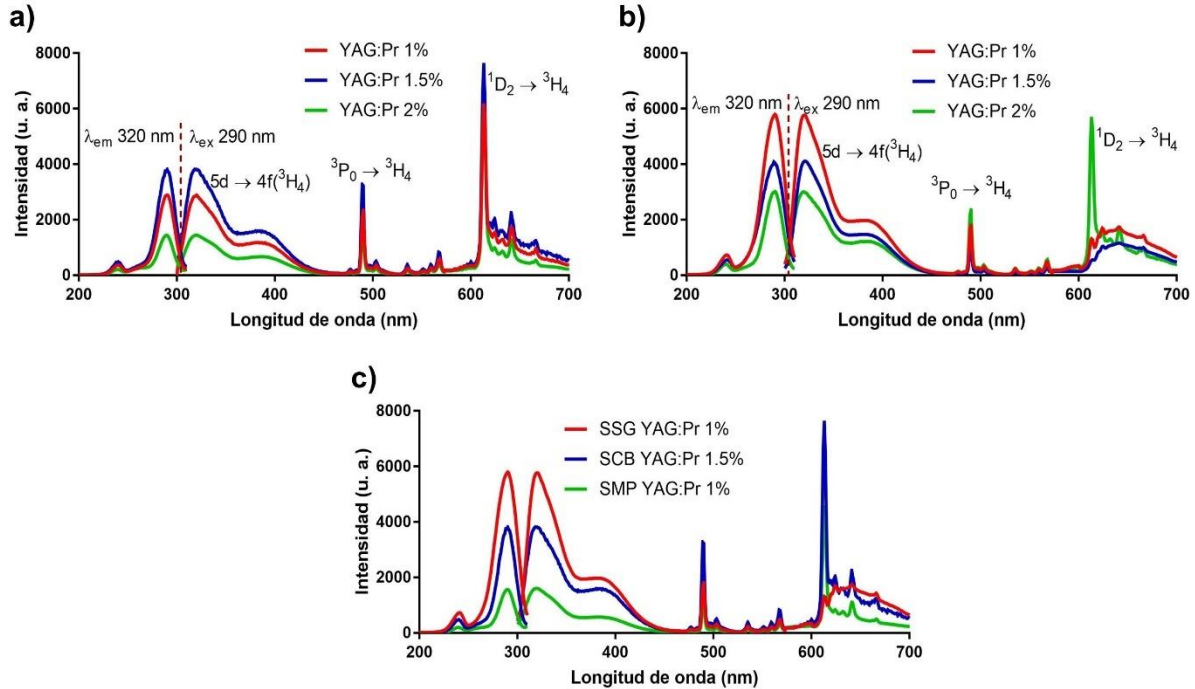 a)
8000
6000
4000
2000
0
Intensidad (u. a.)
YAG:Pr 1%
YAG:Pr 1.5%
YAG:Pr 2%
λem 320 nm
λex 290 nm
5d → 4f(³H₄)
³P₀ → ³H₄
¹D₂ → ³H₄
200 300 400 500 600 700
Longitud de onda (nm)
b)
8000
6000
4000
2000
0
Intensidad (u. a.)
YAG:Pr 1%
YAG:Pr 1.5%
YAG:Pr 2%
λem 320 nm
λex 290 nm
5d → 4f(³H₄)
³P₀ → ³H₄
¹D₂ → ³H₄
200 300 400 500 600 700
Longitud de onda (nm)
c)
8000
6000
4000
2000
0
Intensidad (u. a.)
SSG YAG:Pr 1%
SCB YAG:Pr 1.5%
SMP YAG:Pr 1%
200 300 400 500 600 700
Longitud de onda (nm)